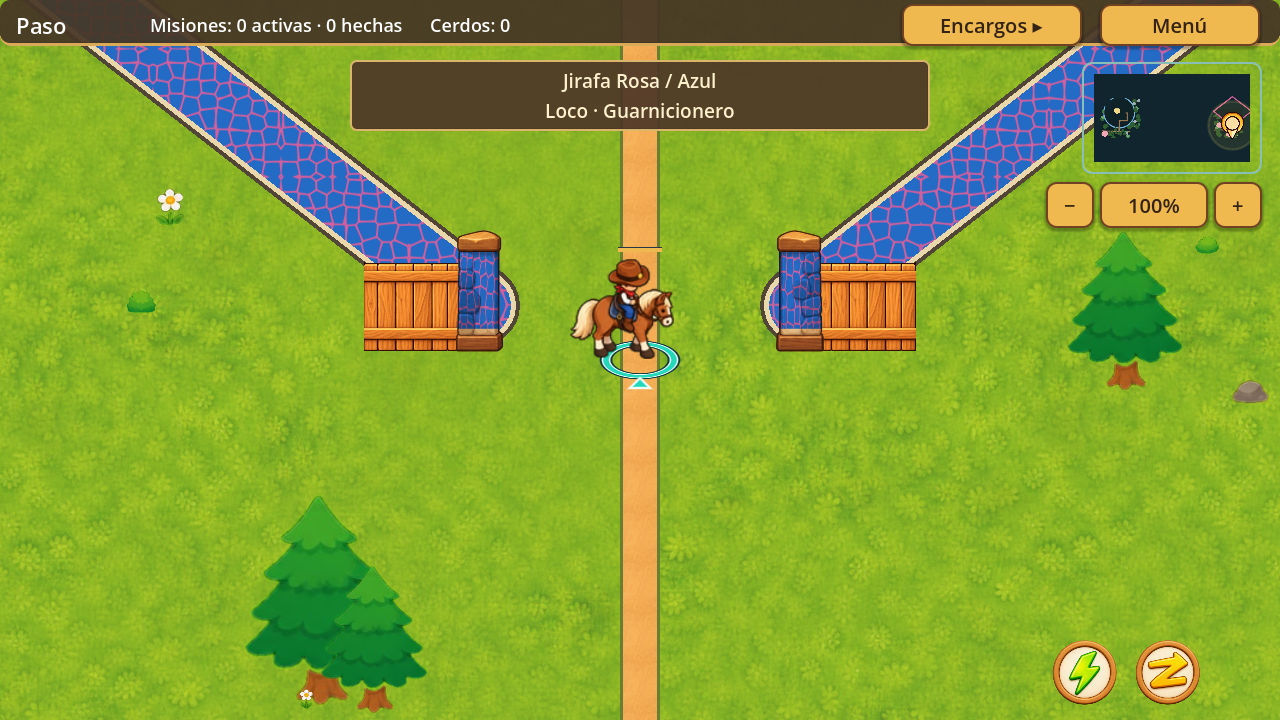 Paso
Misiones: 0 activas · 0 hechas
Cerdos: 0
Encargos ▸
Menú
Jirafa Rosa / Azul
Loco · Guarnicionero
− 100% +